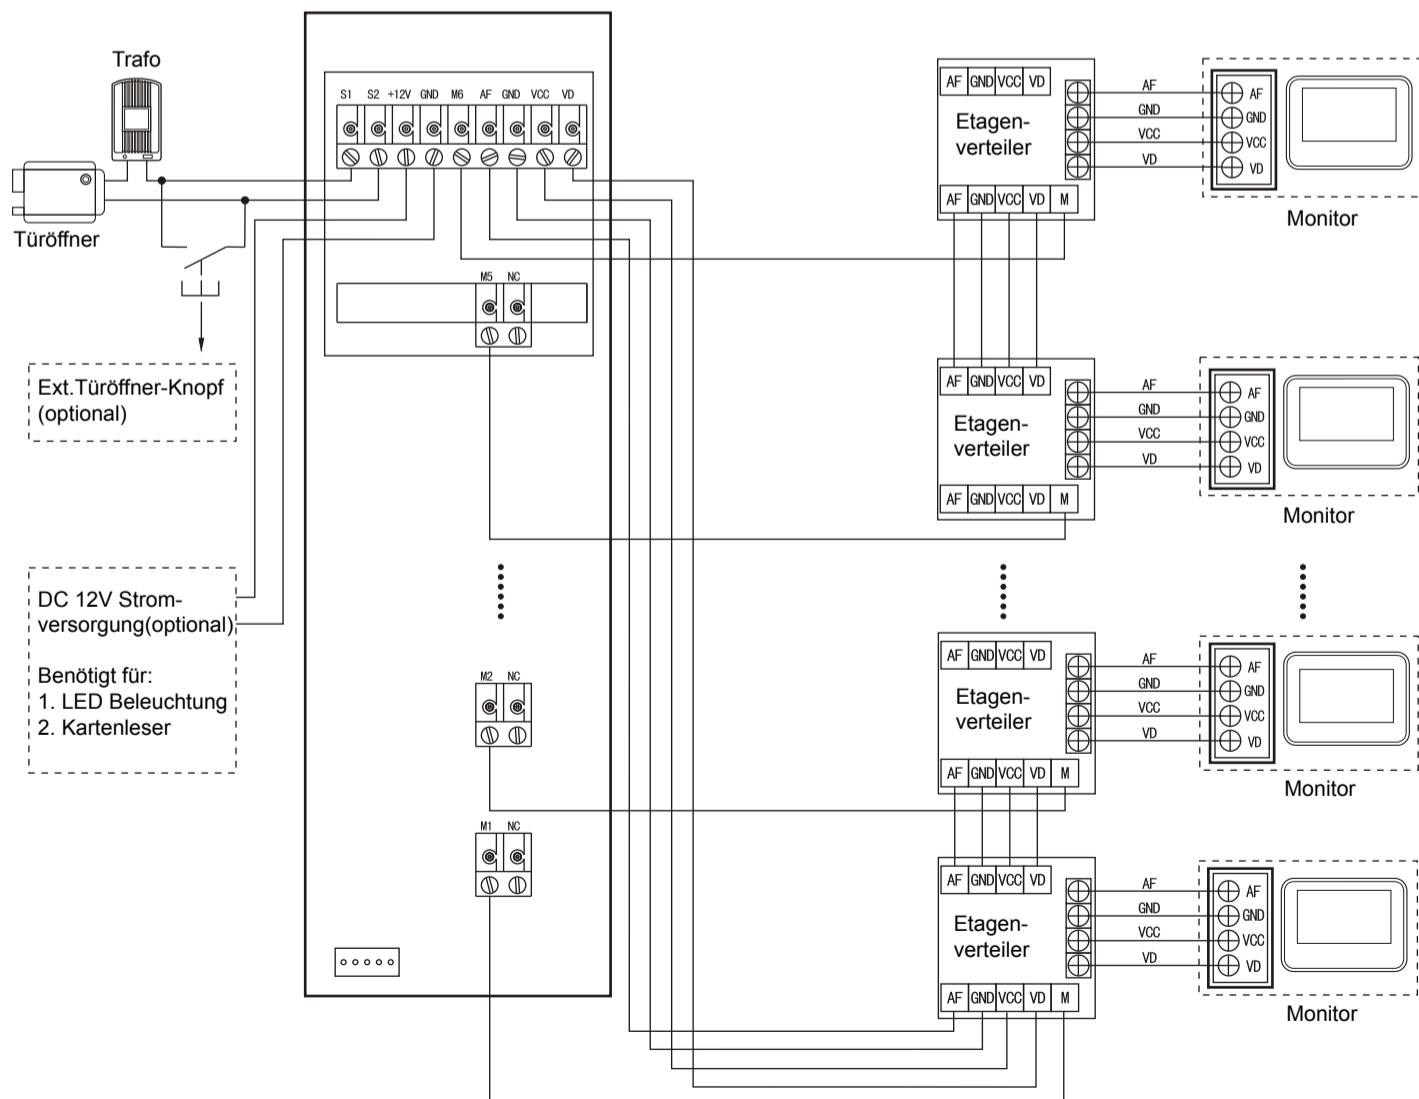 Trafo
Türöffner
Ext.Türöffner-Knopf
(optional)
DC 12V Strom-
versorgung(optional)
Benötigt für:
1. LED Beleuchtung
2. Kartenleser
S1 S2 +12V GND M6 AF GND VCC VD
M5 NC
M2 NC
M1 NC
AF GND VCC VD
Etagen-
verteiler
AF GND VCC VD M
AF
GND
VCC
VD
AF
GND
VCC
VD
Monitor
AF GND VCC VD
Etagen-
verteiler
AF GND VCC VD M
AF
GND
VCC
VD
AF
GND
VCC
VD
Monitor
AF GND VCC VD
Etagen-
verteiler
AF GND VCC VD M
AF
GND
VCC
VD
AF
GND
VCC
VD
Monitor
AF GND VCC VD
Etagen-
verteiler
AF GND VCC VD M
AF
GND
VCC
VD
AF
GND
VCC
VD
Monitor